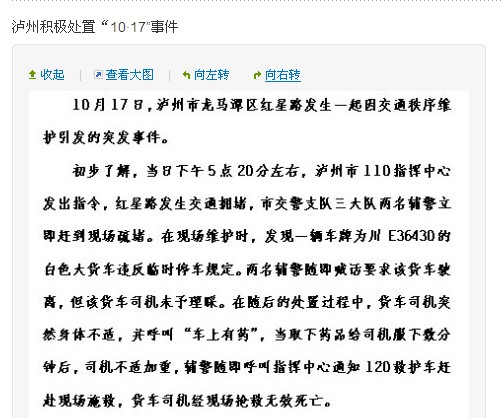 泸州积极处置“10·17”事件
收起 | 查看大图 | 向左转 向右转
10月17日,泸州市龙马潭区红星路发生一起因交通秩序维
护引发的突发事件。
初步了解,当日下午5点20分左右,泸州市110指挥中心
发出指令,红星路发生交通拥堵,市交警支队三大队两名辅警立
即赶到现场疏堵。在现场维护时,发现一辆车牌为川E36430的
白色大货车违反临时停车规定。两名辅警随即喊话要求该货车驶
离,但该货车司机未予理睬。在随后的处置过程中,货车司机突
然身体不适,并呼叫“车上有药”,当取下药品给司机服下数分
钟后,司机不适加重,辅警随即呼叫指挥中心通知120救护车赶
赴现场施救,货车司机经现场抢救无效死亡。